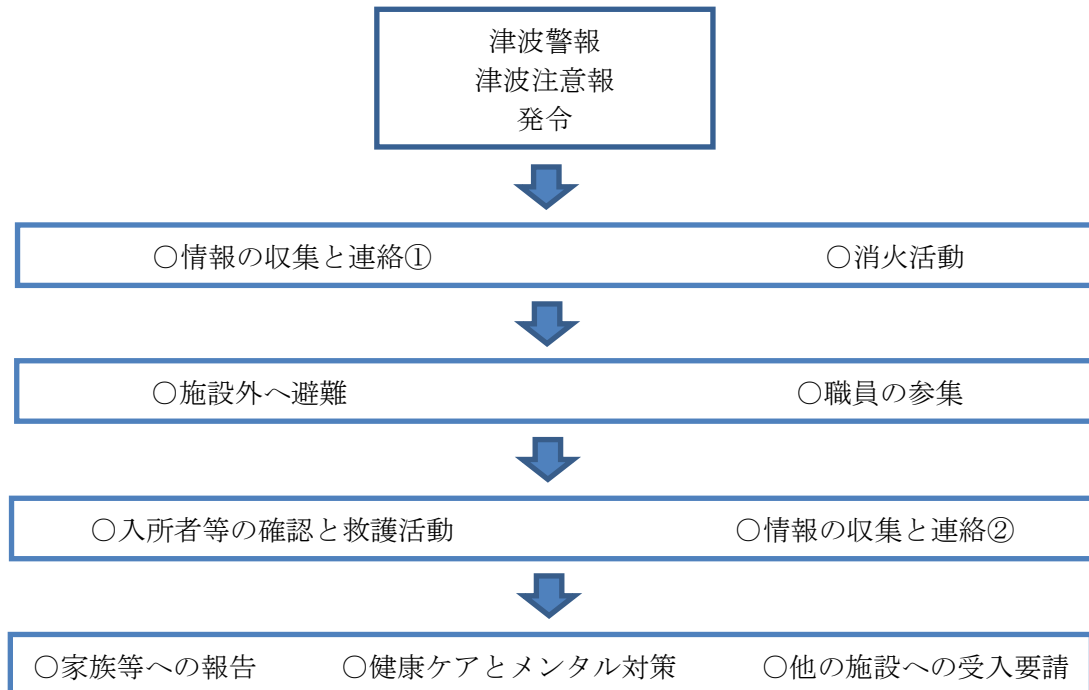 津波警報
津波注意報
発令
○情報の収集と連絡① ○消火活動
○施設外へ避難 ○職員の参集
○入所者等の確認と救護活動 ○情報の収集と連絡②
○家族等への報告 ○健康ケアとメンタル対策 ○他の施設への受入要請